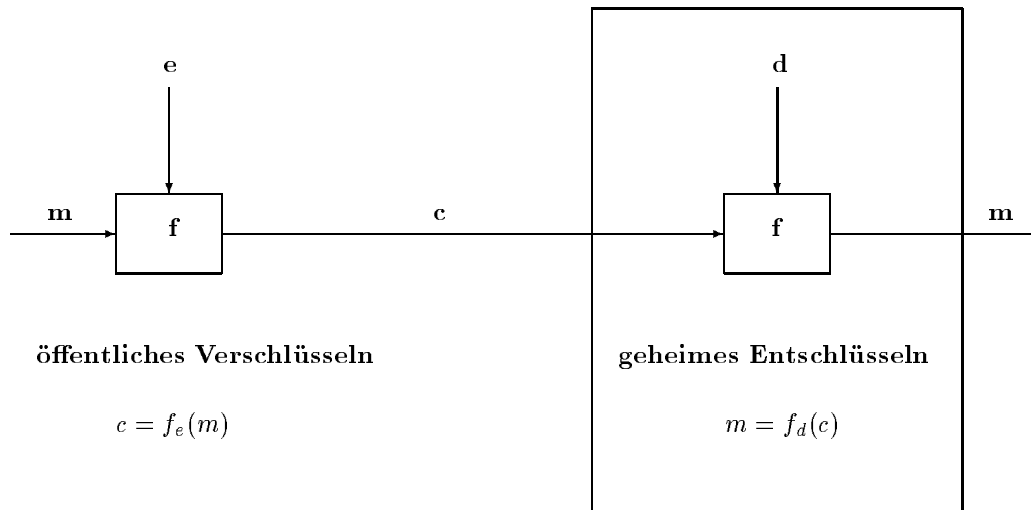 e d
m f c f m
öffentliches Verschlüsseln geheimes Entschlüsseln
c = f_e(m) m = f_d(c)